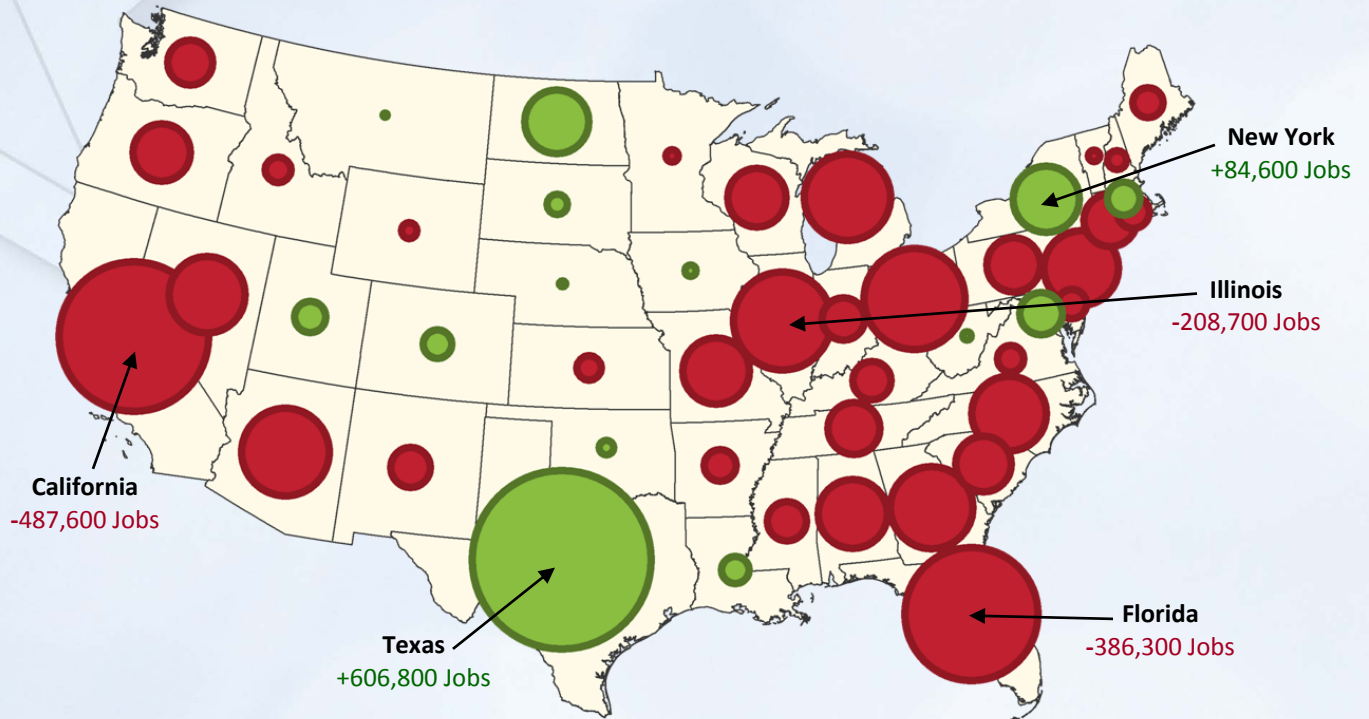 New York
+84,600 Jobs
Illinois
-208,700 Jobs
California
-487,600 Jobs
Florida
-386,300 Jobs
Texas
+606,800 Jobs